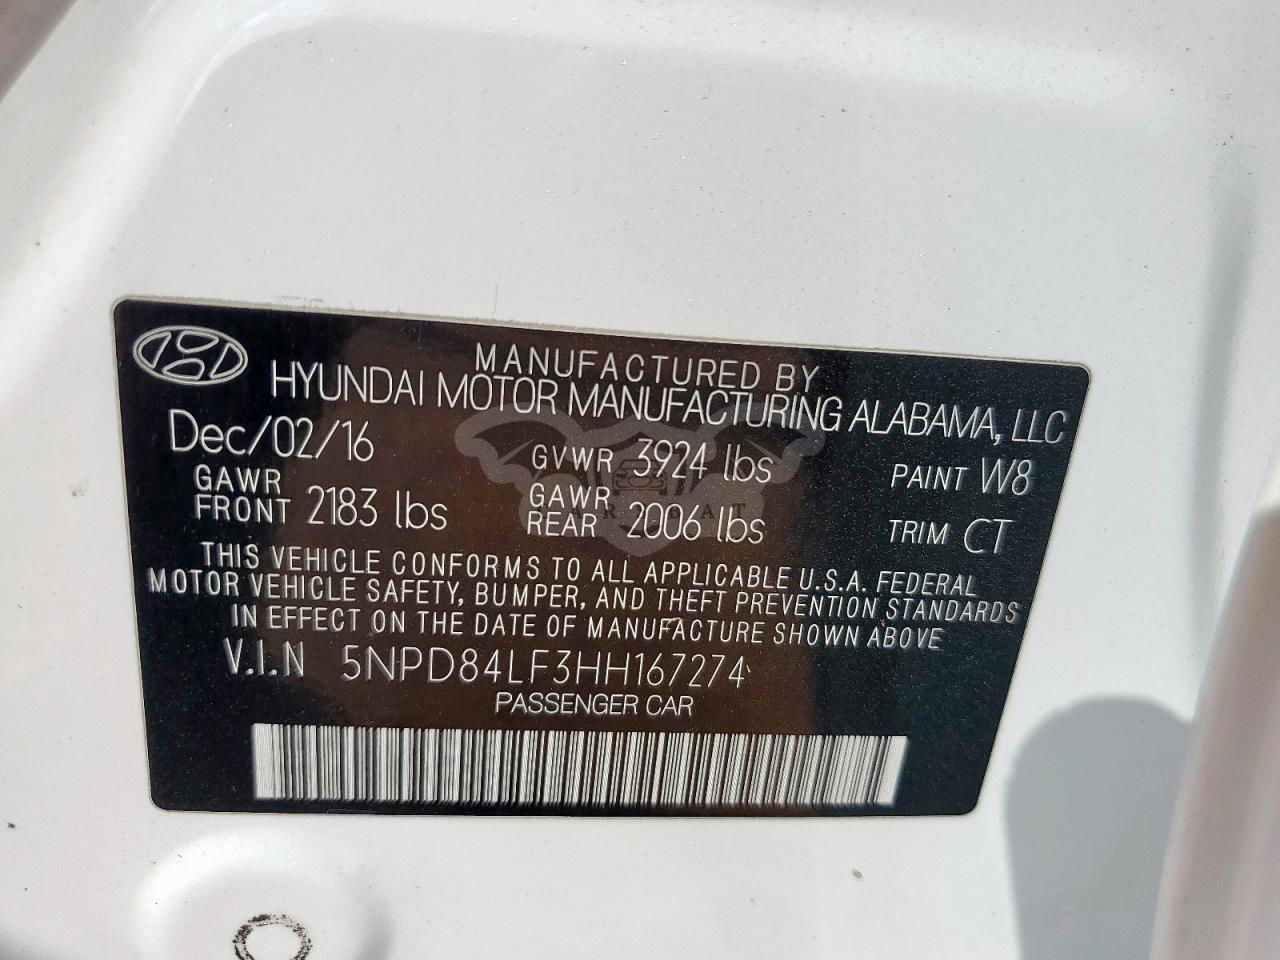 MANUFACTURED BY
HYUNDAI MOTOR MANUFACTURING ALABAMA, LLC
Dec/02/16 GVWR 3924 lbs PAINT W8
GAWR FRONT 2183 lbs GAWR REAR 2006 lbs TRIM CT
THIS VEHICLE CONFORMS TO ALL APPLICABLE U.S.A. FEDERAL
MOTOR VEHICLE SAFETY, BUMPER, AND THEFT PREVENTION STANDARDS
IN EFFECT ON THE DATE OF MANUFACTURE SHOWN ABOVE
V.I.N 5NPD84LF3HH167274
PASSENGER CAR